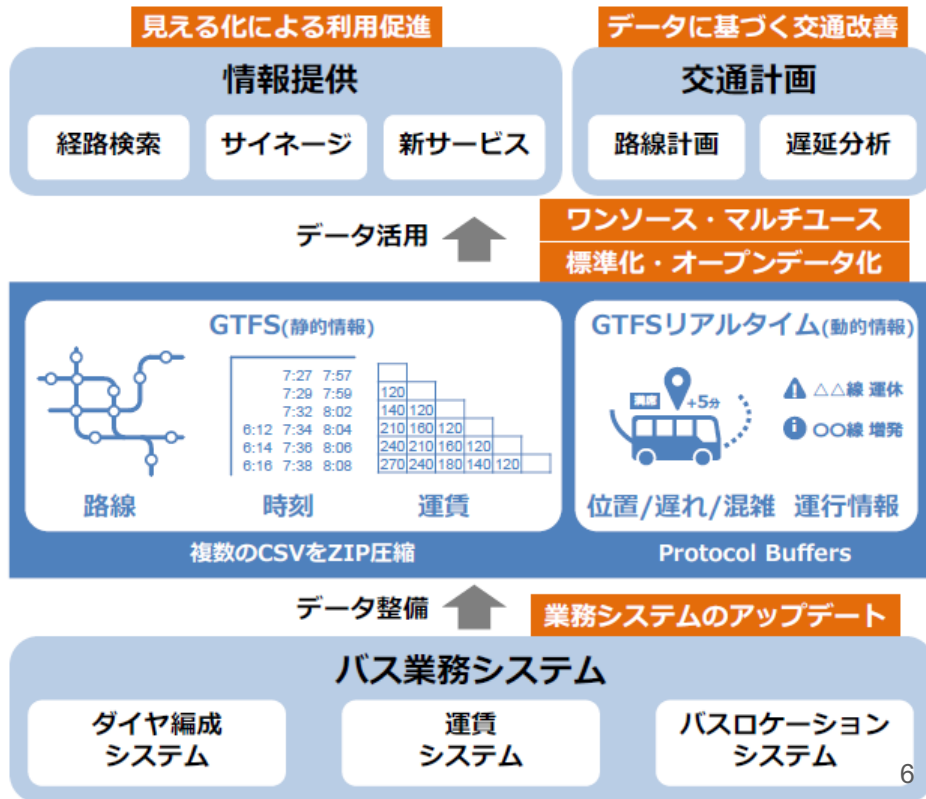 見える化による利用促進
データに基づく交通改善
情報提供
経路検索
サイネージ
新サービス
交通計画
路線計画
遅延分析
データ活用
ワンソース・マルチユース
標準化・オープンデータ化
GTFS(静的情報)
7:27 7:57
7:29 7:59
7:32 8:02
6:12 7:34 8:04
6:14 7:36 8:06
6:16 7:38 8:08
120
140 120
210 160 120
240 210 160 120
270 240 180 140 120
路線
時刻
運賃
複数のCSVをZIP圧縮
GTFSリアルタイム(動的情報)
満席
+5分
△△線 運休
○○線 増発
位置/遅れ/混雑
運行情報
Protocol Buffers
データ整備
業務システムのアップデート
バス業務システム
ダイヤ編成
システム
運賃
システム
バスロケーション
システム
6